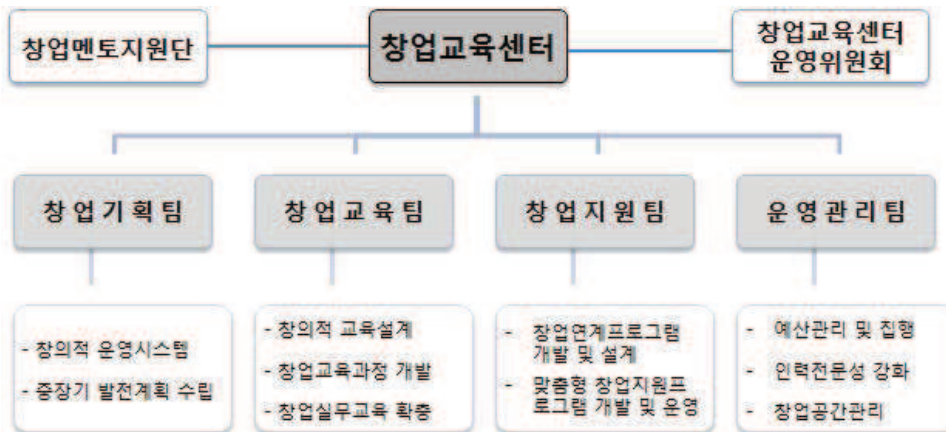 창업멘토지원단
창업교육센터
창업교육센터
운영위원회
창업기획팀
창업교육팀
창업지원팀
운영관리팀
- 창의적 운영시스템
- 중장기 발전계획 수립
- 창의적 교육설계
- 창업교육과정 개발
- 창업실무교육 확충
- 창업연계프로그램
개발 및 설계
- 맞춤형 창업지원프
로그램 개발 및 운영
- 예산관리 및 집행
- 인력전문성 강화
- 창업공간관리